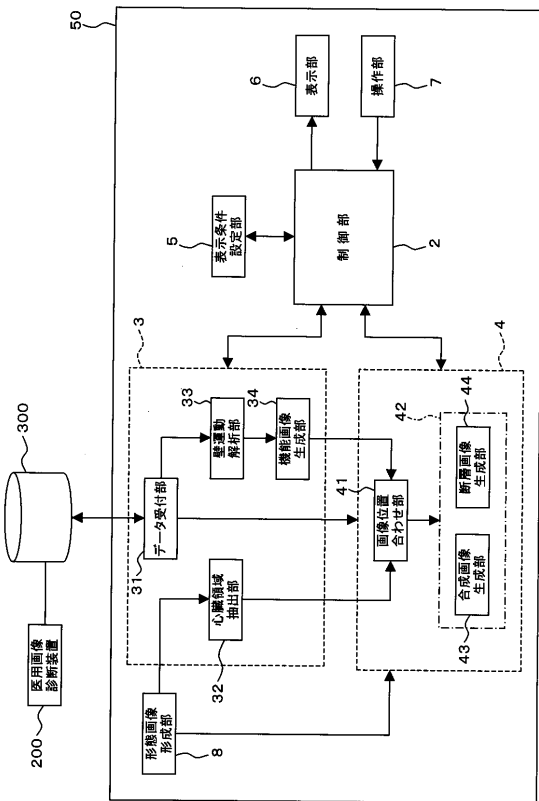 50
300
医用画像
診断装置
200
形態画像
形成部
8
3
データ受付部
31
心臓領域
抽出部
32
壁運動
解析部
33
機能画像
生成部
34
4
画像位置
合わせ部
41
42
合成画像
生成部
43
断層画像
生成部
44
表示条件
設定部
5
制御部
2
表示部
6
操作部
7